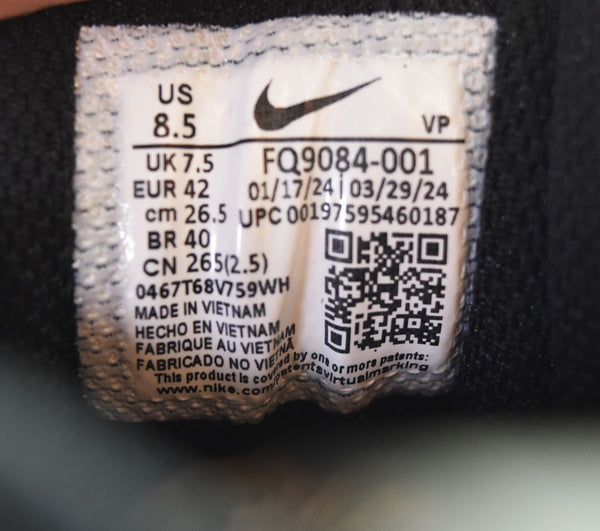 US
8.5
VP
UK 7.5
FQ9084-001
EUR 42
01/17/24 | 03/29/24
cm 26.5
UPC 00197595460187
BR 40
CN 265(2.5)
0467T68V759WH
MADE IN VIETNAM
HECHO EN VIETNAM
FABRIQUE AU VIETNAM
FABRICADO NO VIETNÃ
This product is covered by one or more patents:
www.nike.com/patentsvirtualmarking